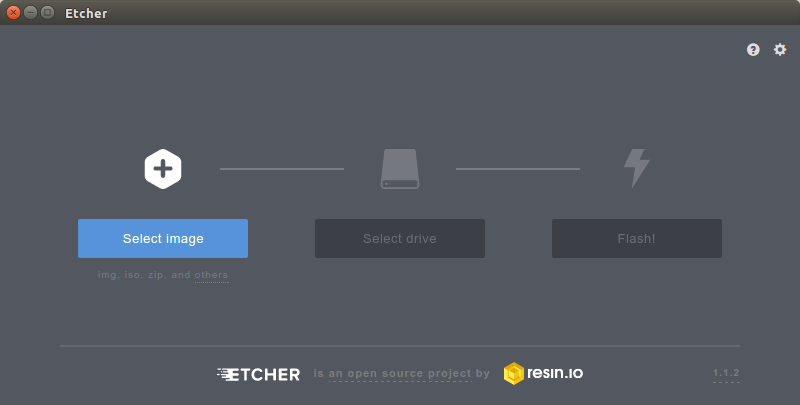 Etcher
Select image
Select drive
Flash!
img, iso, zip, and others
ETCHER is an open source project by resin.io
1.1.2